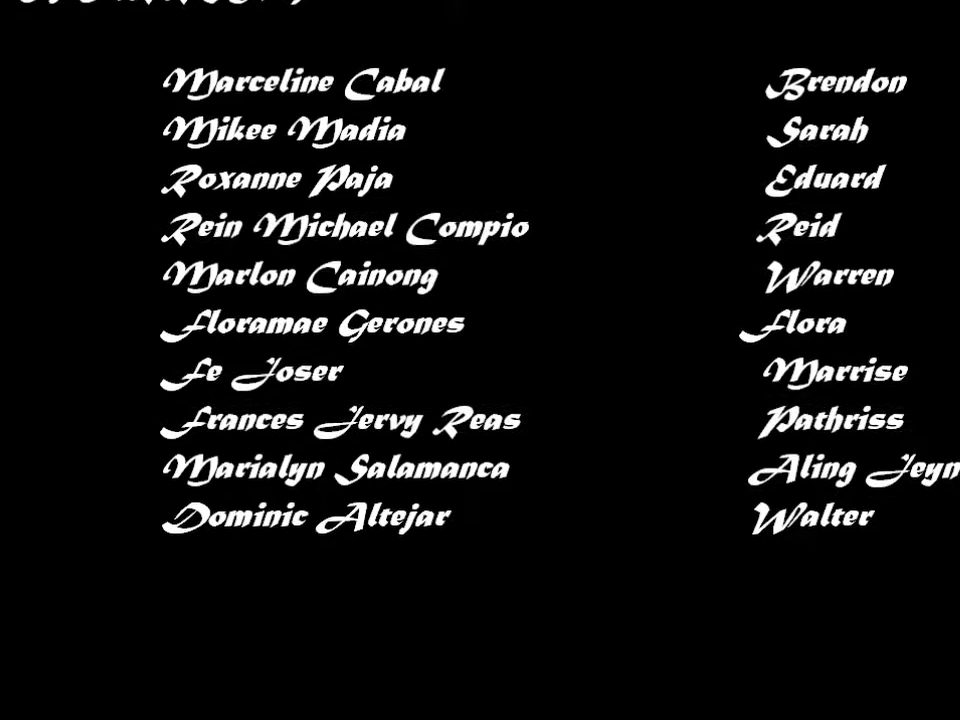 Marceline Cabal Brendon
Mikee Madia Sarah
Roxanne Paja Eduard
Rein Michael Compio Reid
Marlon Cainong Warren
Floramae Gerones Flora
Fe Joser Marrise
Frances Jervy Reas Pathriss
Marialyn Salamanca Aling Jeyn
Dominic Altejar Walter